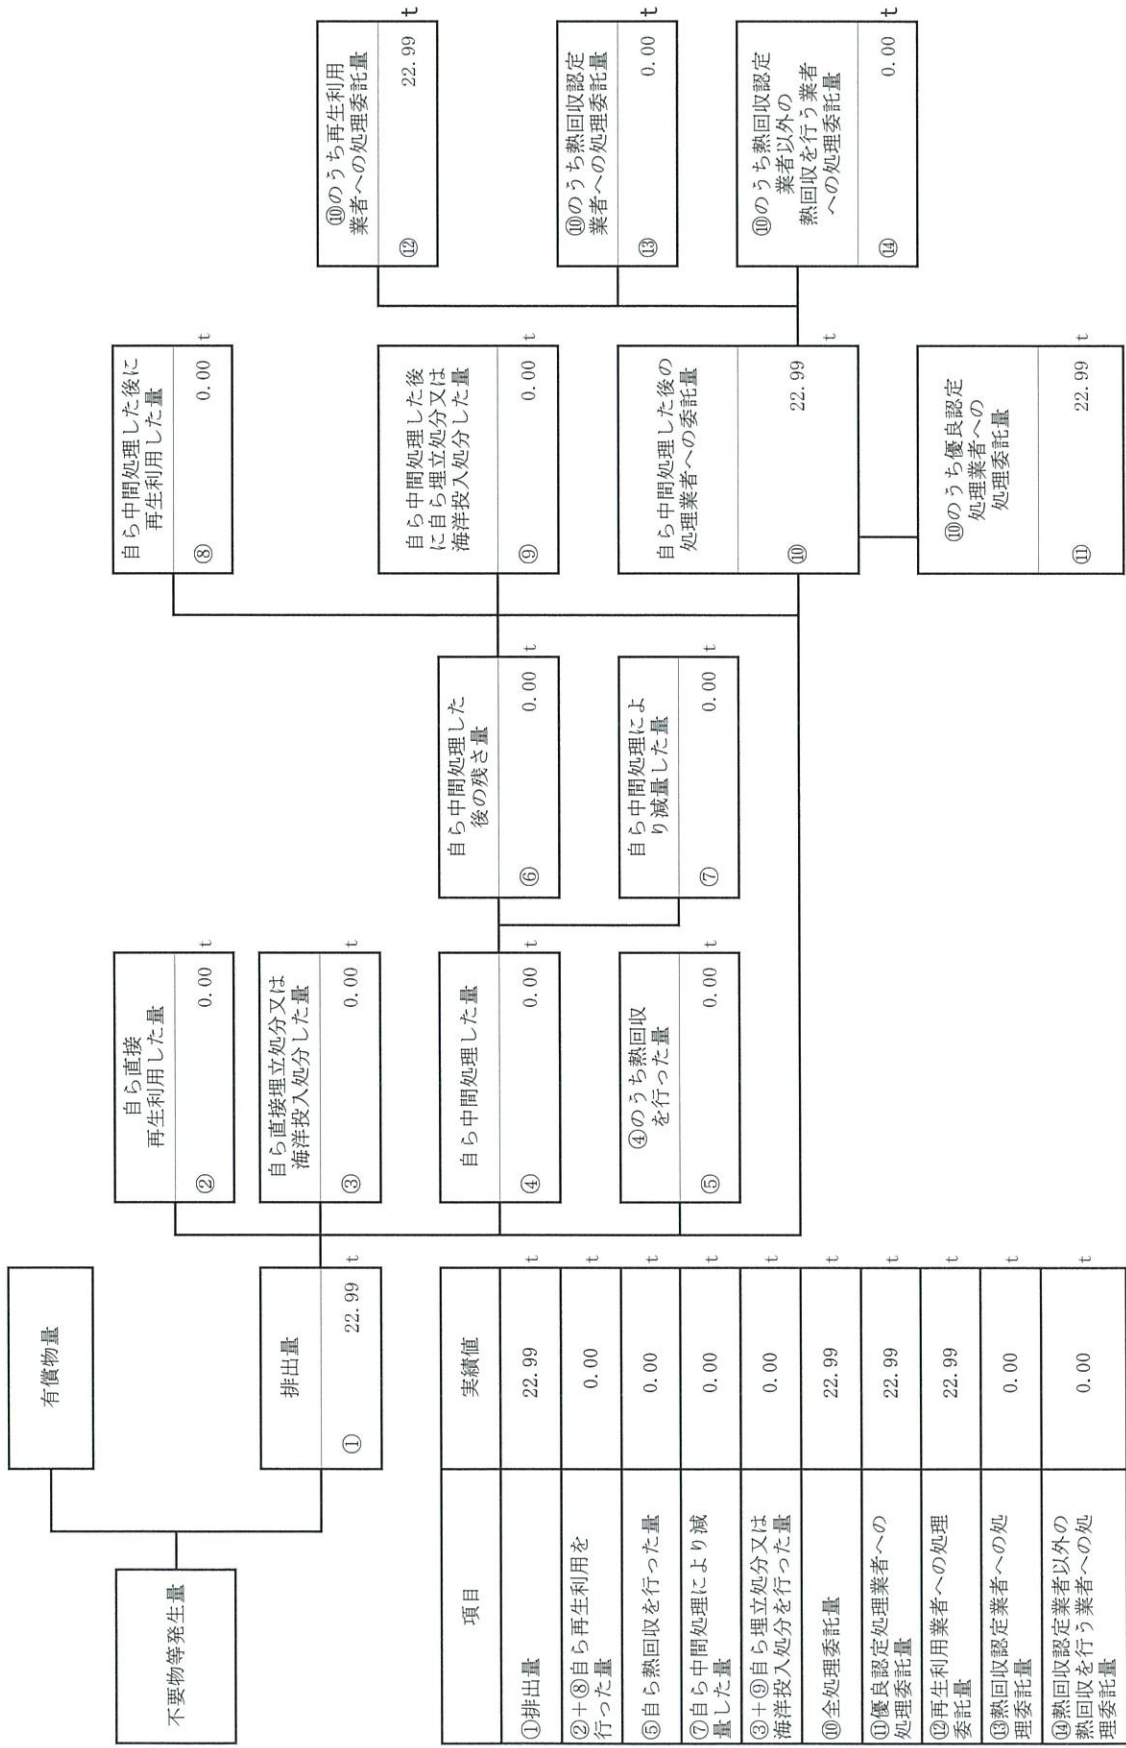 不要物等発生量
有償物量
排出量
① 22.99 t
自ら直接
再生利用した量
② 0.00 t
自ら直接埋立処分又は
海洋投入処分した量
③ 0.00 t
自ら中間処理した量
④ 0.00 t
④のうち熱回収
を行った量
⑤ 0.00 t
自ら中間処理した
後の残さ量
⑥ 0.00 t
自ら中間処理によ
り減量した量
⑦ 0.00 t
自ら中間処理した後に
再生利用した量
⑧ 0.00 t
自ら中間処理した後
に自ら埋立処分又は
海洋投入処分した量
⑨ 0.00 t
自ら中間処理した後の
処理業者への委託量
⑩ 22.99 t
⑩のうち優良認定
処理業者への
処理委託量
⑪ 22.99 t
⑩のうち再生利用
業者への処理委託量
⑫ 22.99 t
⑩のうち熱回収認定
業者への処理委託量
⑬ 0.00 t
⑩のうち熱回収認定
業者以外の
熱回収を行う業者
への処理委託量
⑭ 0.00 t
項目 実績値
①排出量 22.99 t
②+⑧自ら再生利用を
行った量 0.00 t
⑤自ら熱回収を行った量 0.00 t
⑦自ら中間処理により減
量した量 0.00 t
③+⑨自ら埋立処分又は
海洋投入処分を行った量 0.00 t
⑩全処理委託量 22.99 t
⑪優良認定処理業者への
処理委託量 22.99 t
⑫再生利用業者への処理
委託量 22.99 t
⑬熱回収認定業者への処
理委託量 0.00 t
⑭熱回収認定業者以外の
熱回収を行う業者への処
理委託量 0.00 t